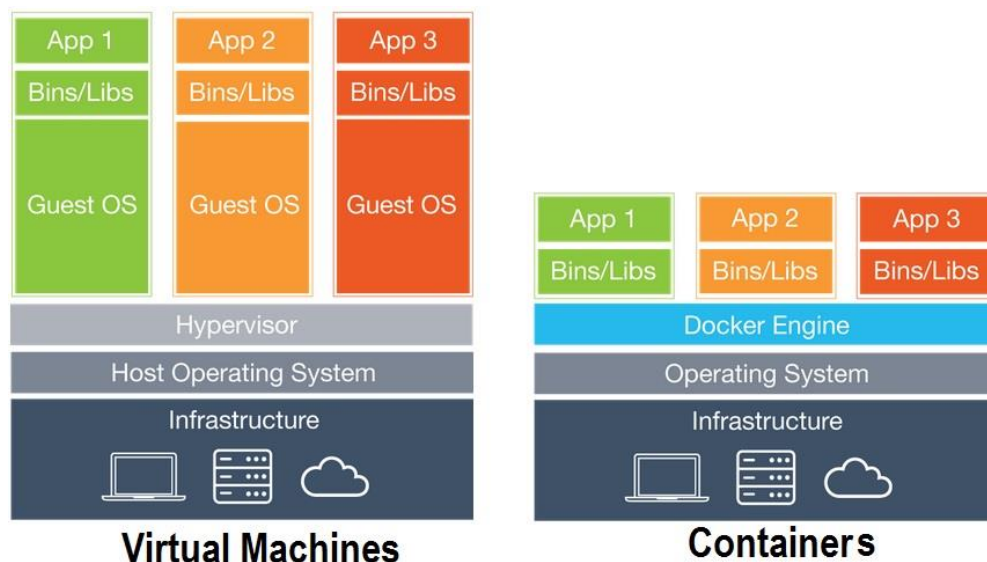 App 1
App 2
App 3
Bins/Libs
Bins/Libs
Bins/Libs
Guest OS
Guest OS
Guest OS
Hypervisor
Host Operating System
Infrastructure
Virtual Machines
App 1
App 2
App 3
Bins/Libs
Bins/Libs
Bins/Libs
Docker Engine
Operating System
Infrastructure
Containers